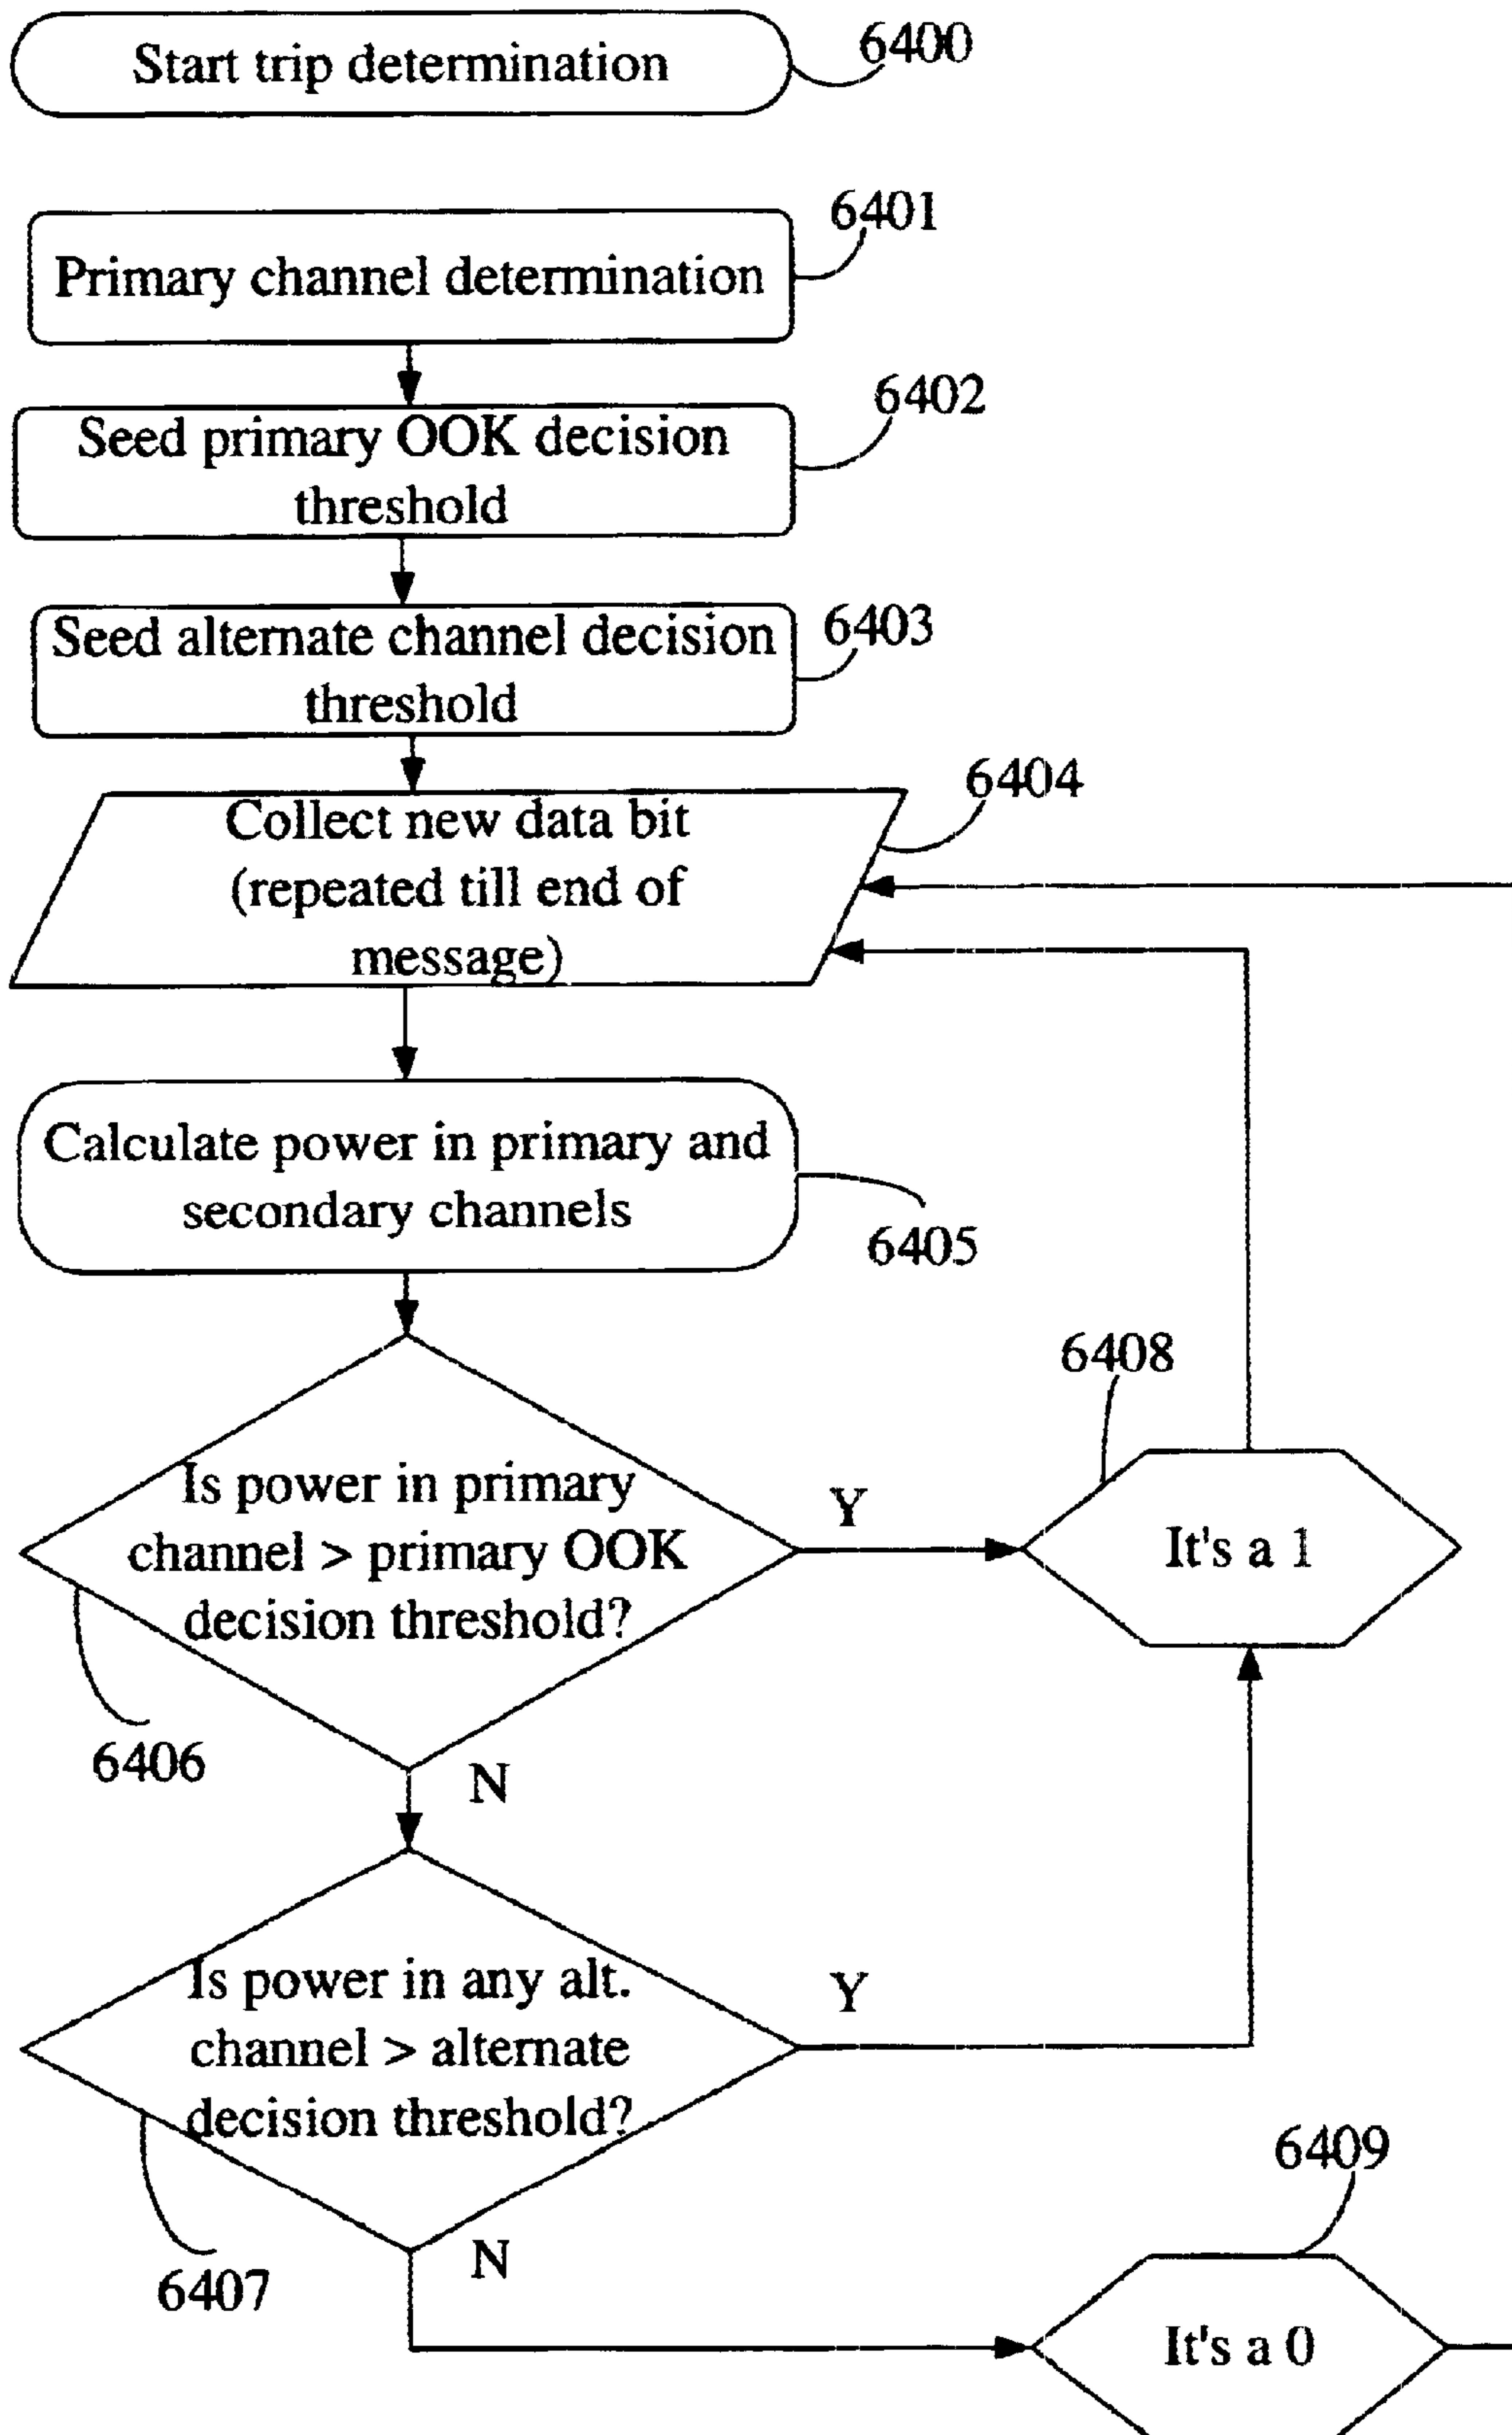 Start trip determination
6400
6401
Primary channel determination
6402
Seed primary OOK decision
threshold
6403
Seed alternate channel decision
threshold
6404
Collect new data bit
(repeated till end of
message)
Calculate power in primary and
secondary channels
6405
6408
Is power in primary
channel > primary OOK
decision threshold?
Y
It's a 1
6406
N
Is power in any alt.
channel > alternate
decision threshold?
Y
6409
6407
N
It's a 0